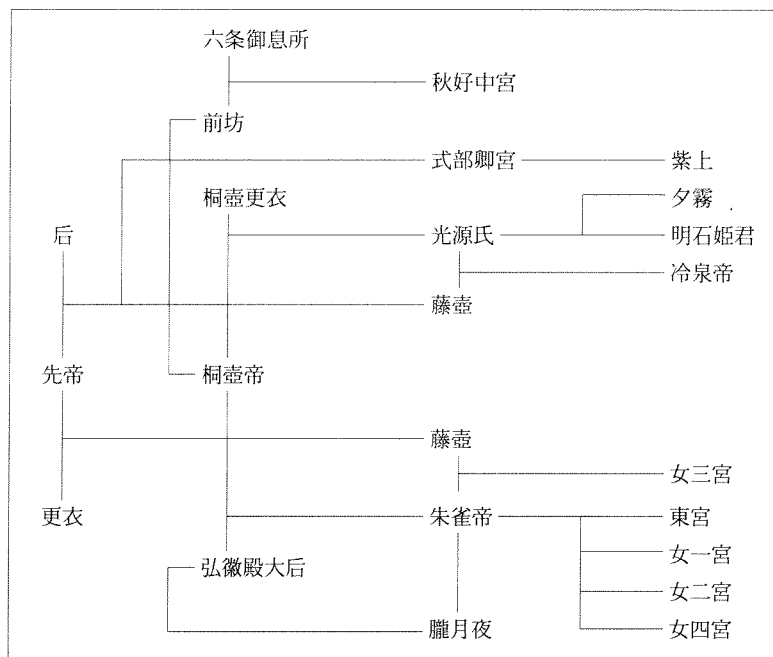 六条御息所
秋好中宮
前坊
式部卿宮
紫上
桐壺更衣
夕霧
后
光源氏
明石姫君
冷泉帝
藤壺
先帝
桐壺帝
藤壺
女三宮
更衣
朱雀帝
東宮
女一宮
弘徽殿大后
女二宮
朧月夜
女四宮